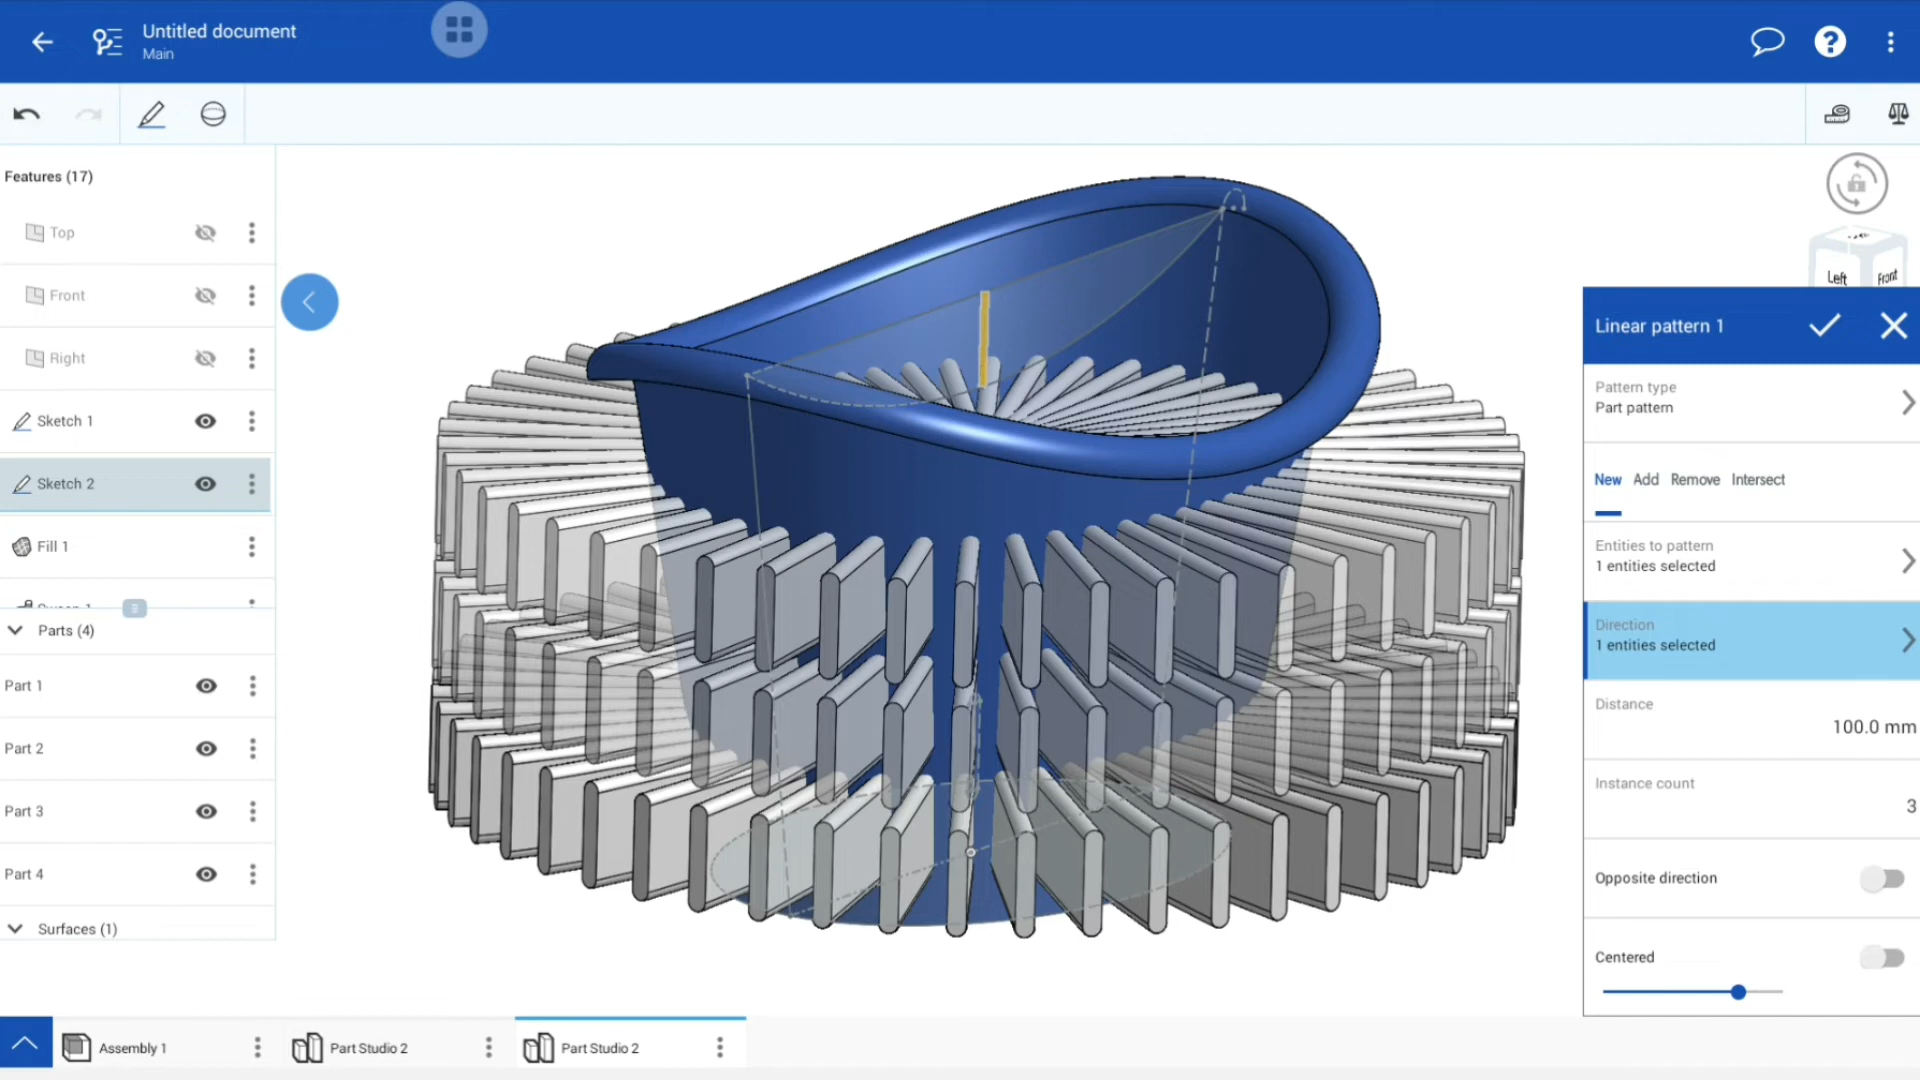 Untitled document
Main
Features (17)
Top
Front
Right
Sketch 1
Sketch 2
Fill 1
Parts (4)
Part 1
Part 2
Part 3
Part 4
Surfaces (1)
Left
Front
Linear pattern 1
Pattern type
Part pattern
New Add Remove Intersect
Entities to pattern
1 entities selected
Direction
1 entities selected
Distance
100.0 mm
Instance count
3
Opposite direction
Centered
Assembly 1
Part Studio 2
Part Studio 2